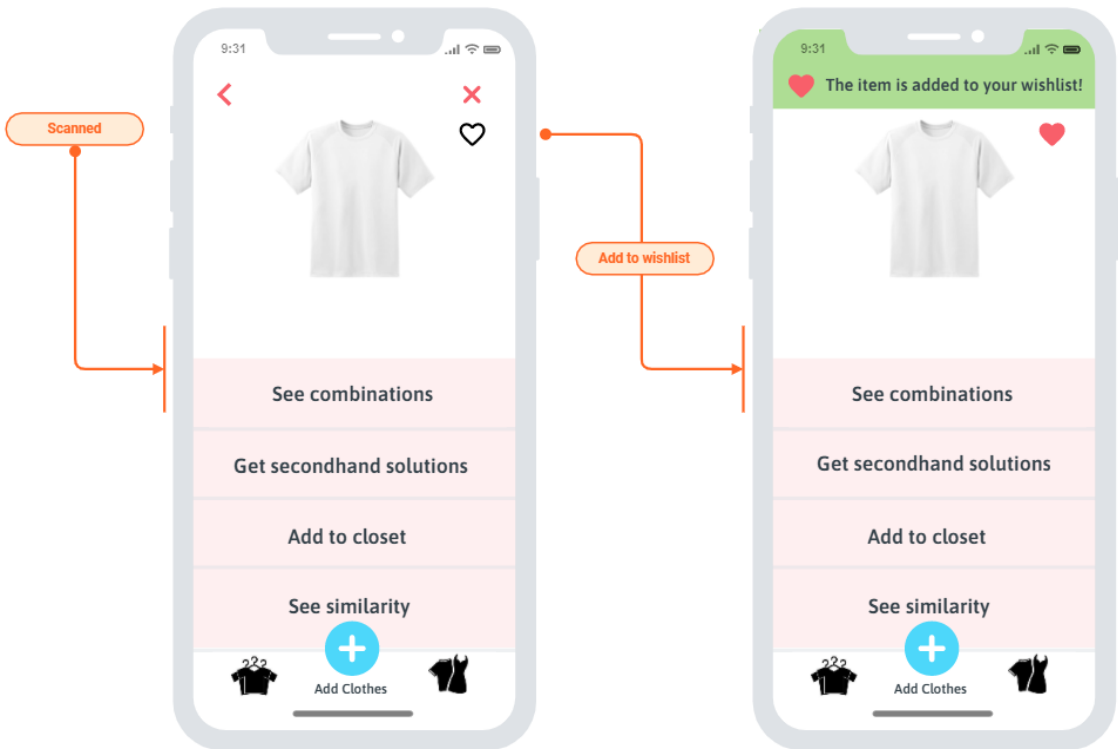 Scanned
9:31
See combinations
Get secondhand solutions
Add to closet
See similarity
Add Clothes
Add to wishlist
9:31
The item is added to your wishlist!
See combinations
Get secondhand solutions
Add to closet
See similarity
Add Clothes